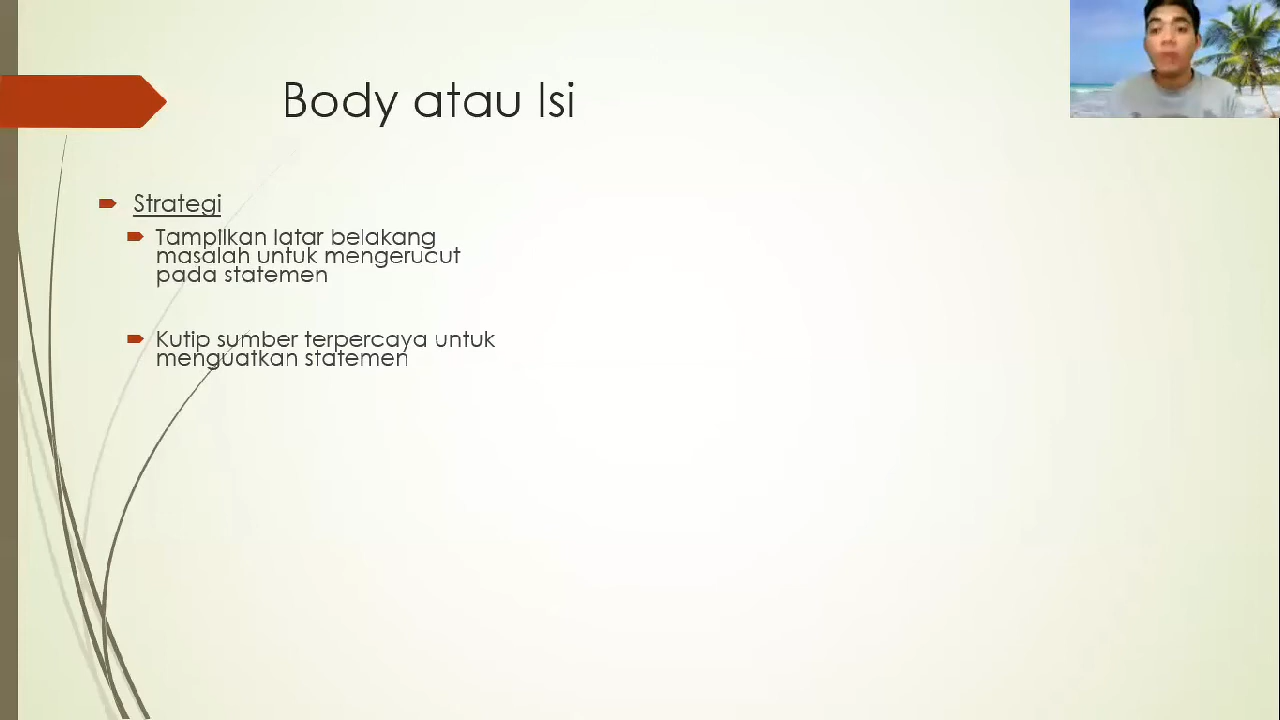 Body atau Isi
Strategi
Tampilkan latar belakang
masalah untuk mengerucut
pada statemen
Kutip sumber terpercaya untuk
menguatkan statemen